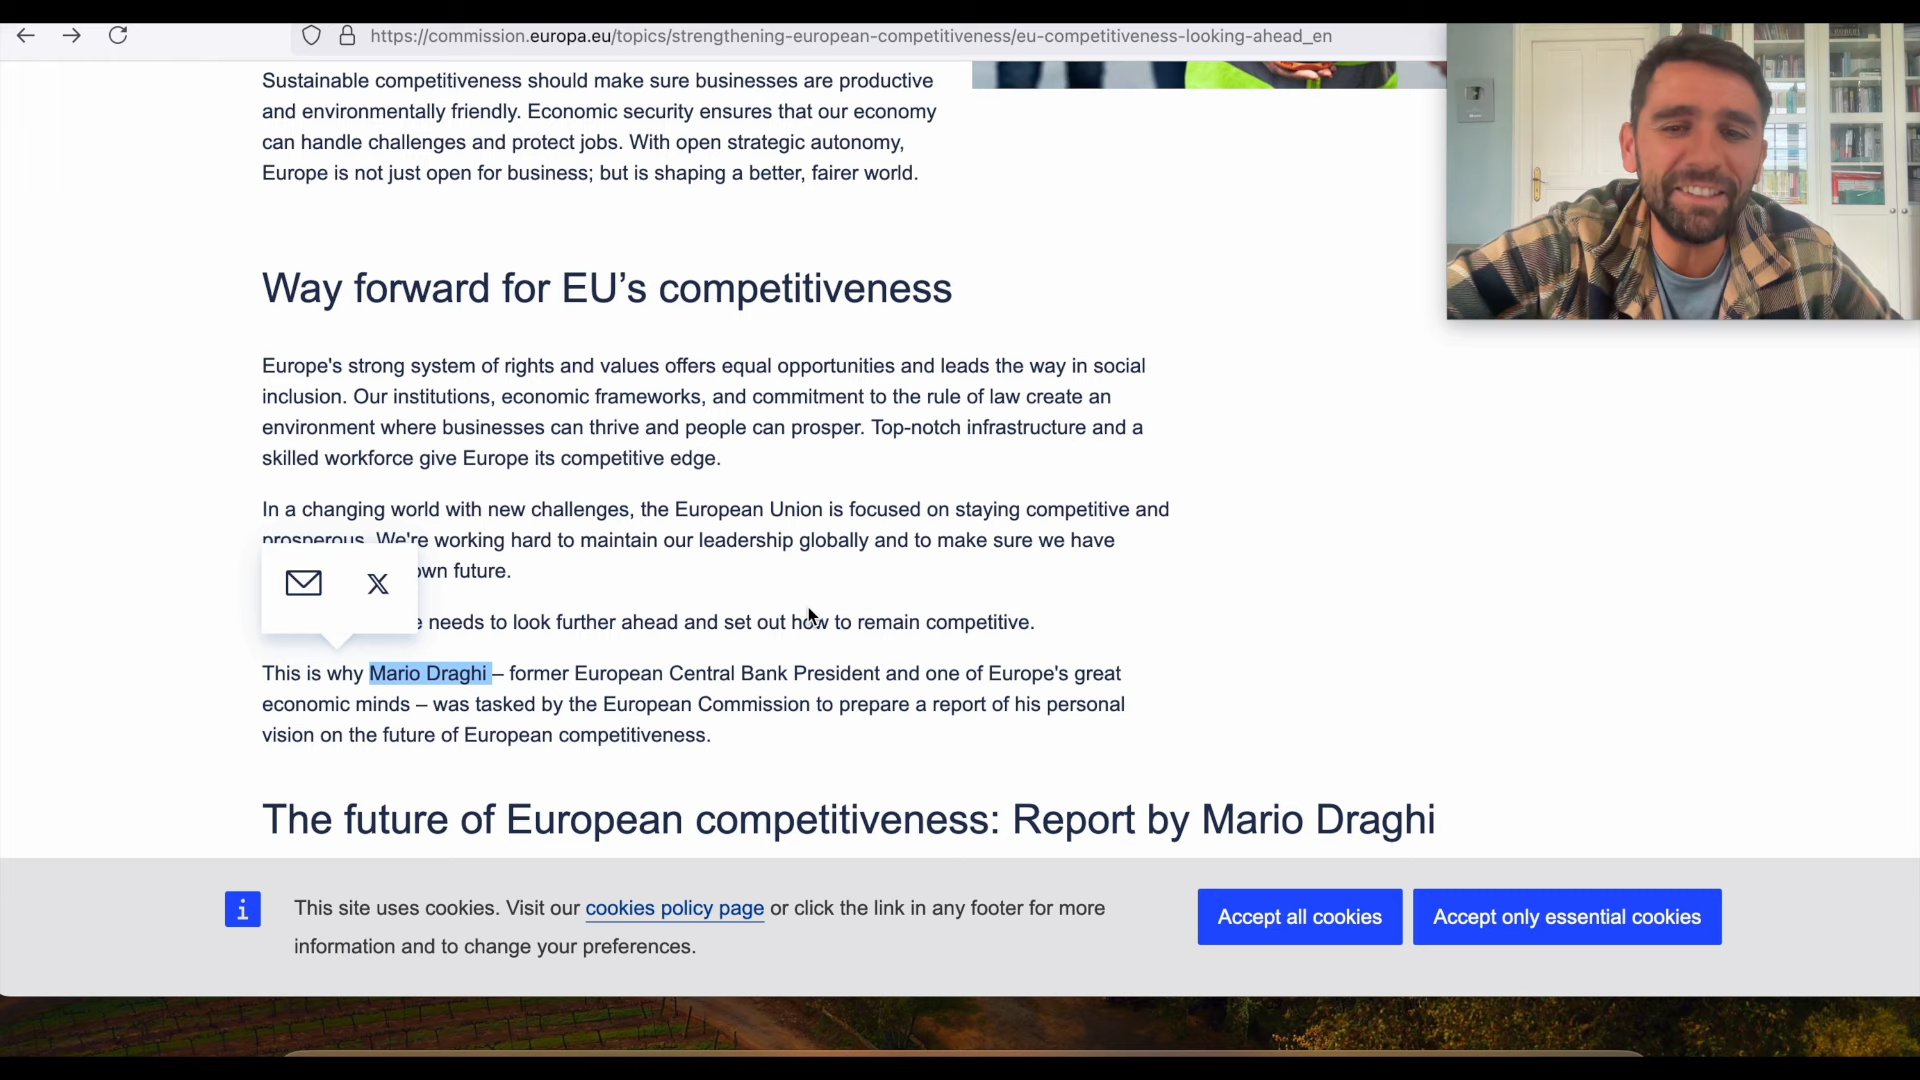 https://commission.europa.eu/topics/strengthening-european-competitiveness/eu-competitiveness-looking-ahead_en
Sustainable competitiveness should make sure businesses are productive
and environmentally friendly. Economic security ensures that our economy
can handle challenges and protect jobs. With open strategic autonomy,
Europe is not just open for business; but is shaping a better, fairer world.
Way forward for EU’s competitiveness
Europe's strong system of rights and values offers equal opportunities and leads the way in social
inclusion. Our institutions, economic frameworks, and commitment to the rule of law create an
environment where businesses can thrive and people can prosper. Top-notch infrastructure and a
skilled workforce give Europe its competitive edge.
In a changing world with new challenges, the European Union is focused on staying competitive and
prosperous. We're working hard to maintain our leadership globally and to make sure we have
own future.
needs to look further ahead and set out how to remain competitive.
This is why Mario Draghi – former European Central Bank President and one of Europe's great
economic minds – was tasked by the European Commission to prepare a report of his personal
vision on the future of European competitiveness.
The future of European competitiveness: Report by Mario Draghi
This site uses cookies. Visit our cookies policy page or click the link in any footer for more
information and to change your preferences.
Accept all cookies
Accept only essential cookies